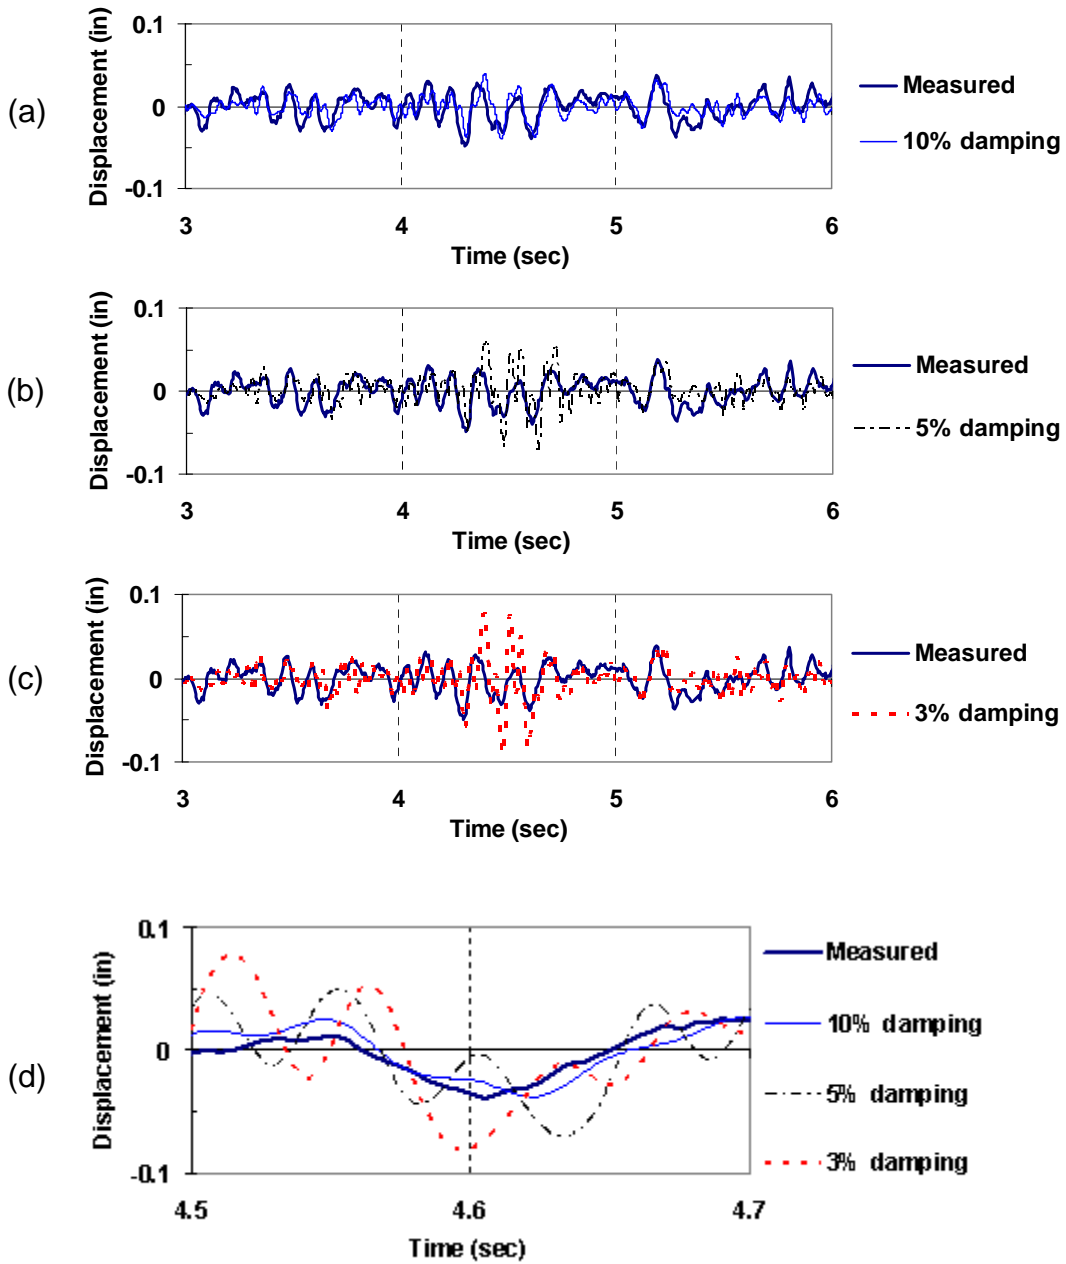 (a)
Displacement (in)
0.1
0
-0.1
3 4 5 6
Time (sec)
Measured
10% damping
(b)
Displacement (in)
0.1
0
-0.1
3 4 5 6
Time (sec)
Measured
5% damping
(c)
Displacement (in)
0.1
0
-0.1
3 4 5 6
Time (sec)
Measured
3% damping
(d)
Displacement (in)
0.1
0
-0.1
4.5 4.6 4.7
Time (sec)
Measured
10% damping
5% damping
3% damping